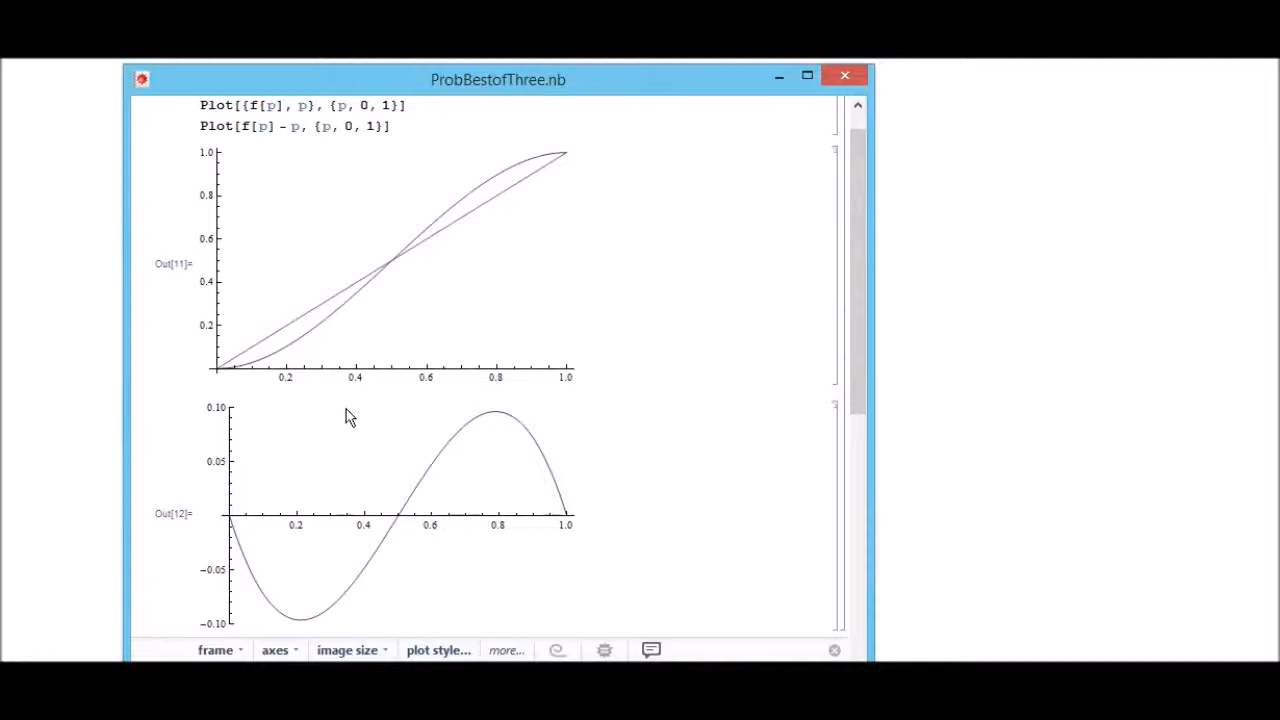 ProbBestofThree.nb
Plot[{f[p], p}, {p, 0, 1}]
Plot[f[p] - p, {p, 0, 1}]
1.0
0.8
0.6
Out[11]=
0.4
0.2
0.2 0.4 0.6 0.8 1.0
0.10
0.05
Out[12]=
0.2 0.4 0.6 0.8 1.0
-0.05
-0.10
frame axes image size plot style... more...